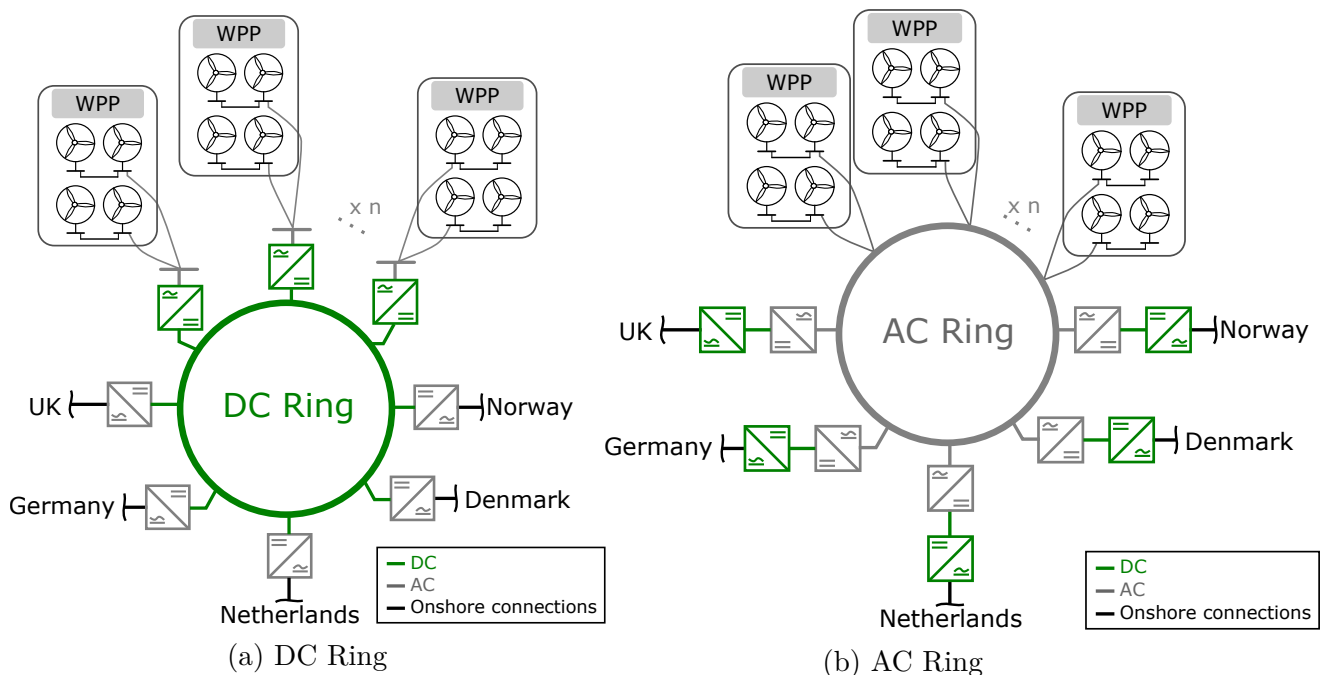 WPP
WPP
WPP
x n
DC Ring
UK
Norway
Germany
Denmark
Netherlands
DC
AC
Onshore connections
(a) DC Ring
WPP
WPP
WPP
x n
AC Ring
UK
Norway
Germany
Denmark
Netherlands
DC
AC
Onshore connections
(b) AC Ring